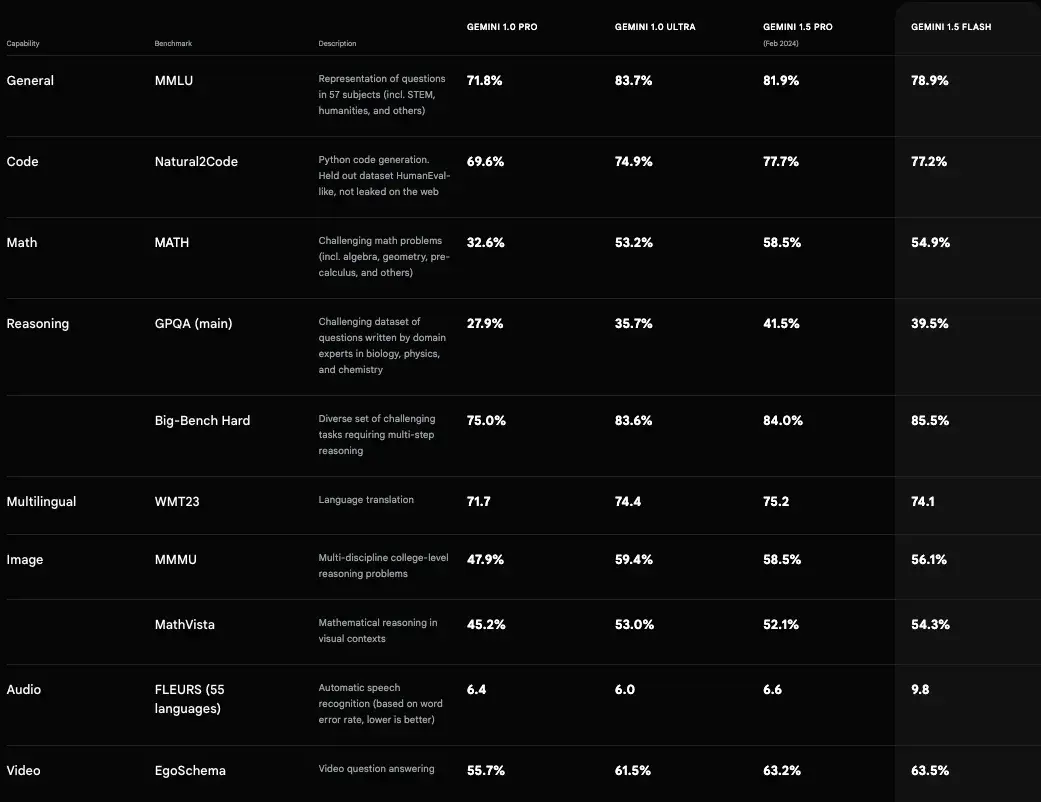 GEMINI 1.0 PRO GEMINI 1.0 ULTRA GEMINI 1.5 PRO GEMINI 1.5 FLASH
Capability Benchmark Description (Feb 2024)
General MMLU Representation of questions 71.8% 83.7% 81.9% 78.9%
in 57 subjects (incl. STEM,
humanities, and others)
Code Natural2Code Python code generation. 69.6% 74.9% 77.7% 77.2%
Held out dataset HumanEval-
like, not leaked on the web
Math MATH Challenging math problems 32.6% 53.2% 58.5% 54.9%
(incl. algebra, geometry, pre-
calculus, and others)
Reasoning GPQA (main) Challenging dataset of 27.9% 35.7% 41.5% 39.5%
questions written by domain
experts in biology, physics,
and chemistry
Big-Bench Hard Diverse set of challenging 75.0% 83.6% 84.0% 85.5%
tasks requiring multi-step
reasoning
Multilingual WMT23 Language translation 71.7 74.4 75.2 74.1
Image MMMU Multi-discipline college-level 47.9% 59.4% 58.5% 56.1%
reasoning problems
MathVista Mathematical reasoning in 45.2% 53.0% 52.1% 54.3%
visual contexts
Audio FLEURS (55 Automatic speech 6.4 6.0 6.6 9.8
languages) recognition (based on word
error rate, lower is better)
Video EgoSchema Video question answering 55.7% 61.5% 63.2% 63.5%